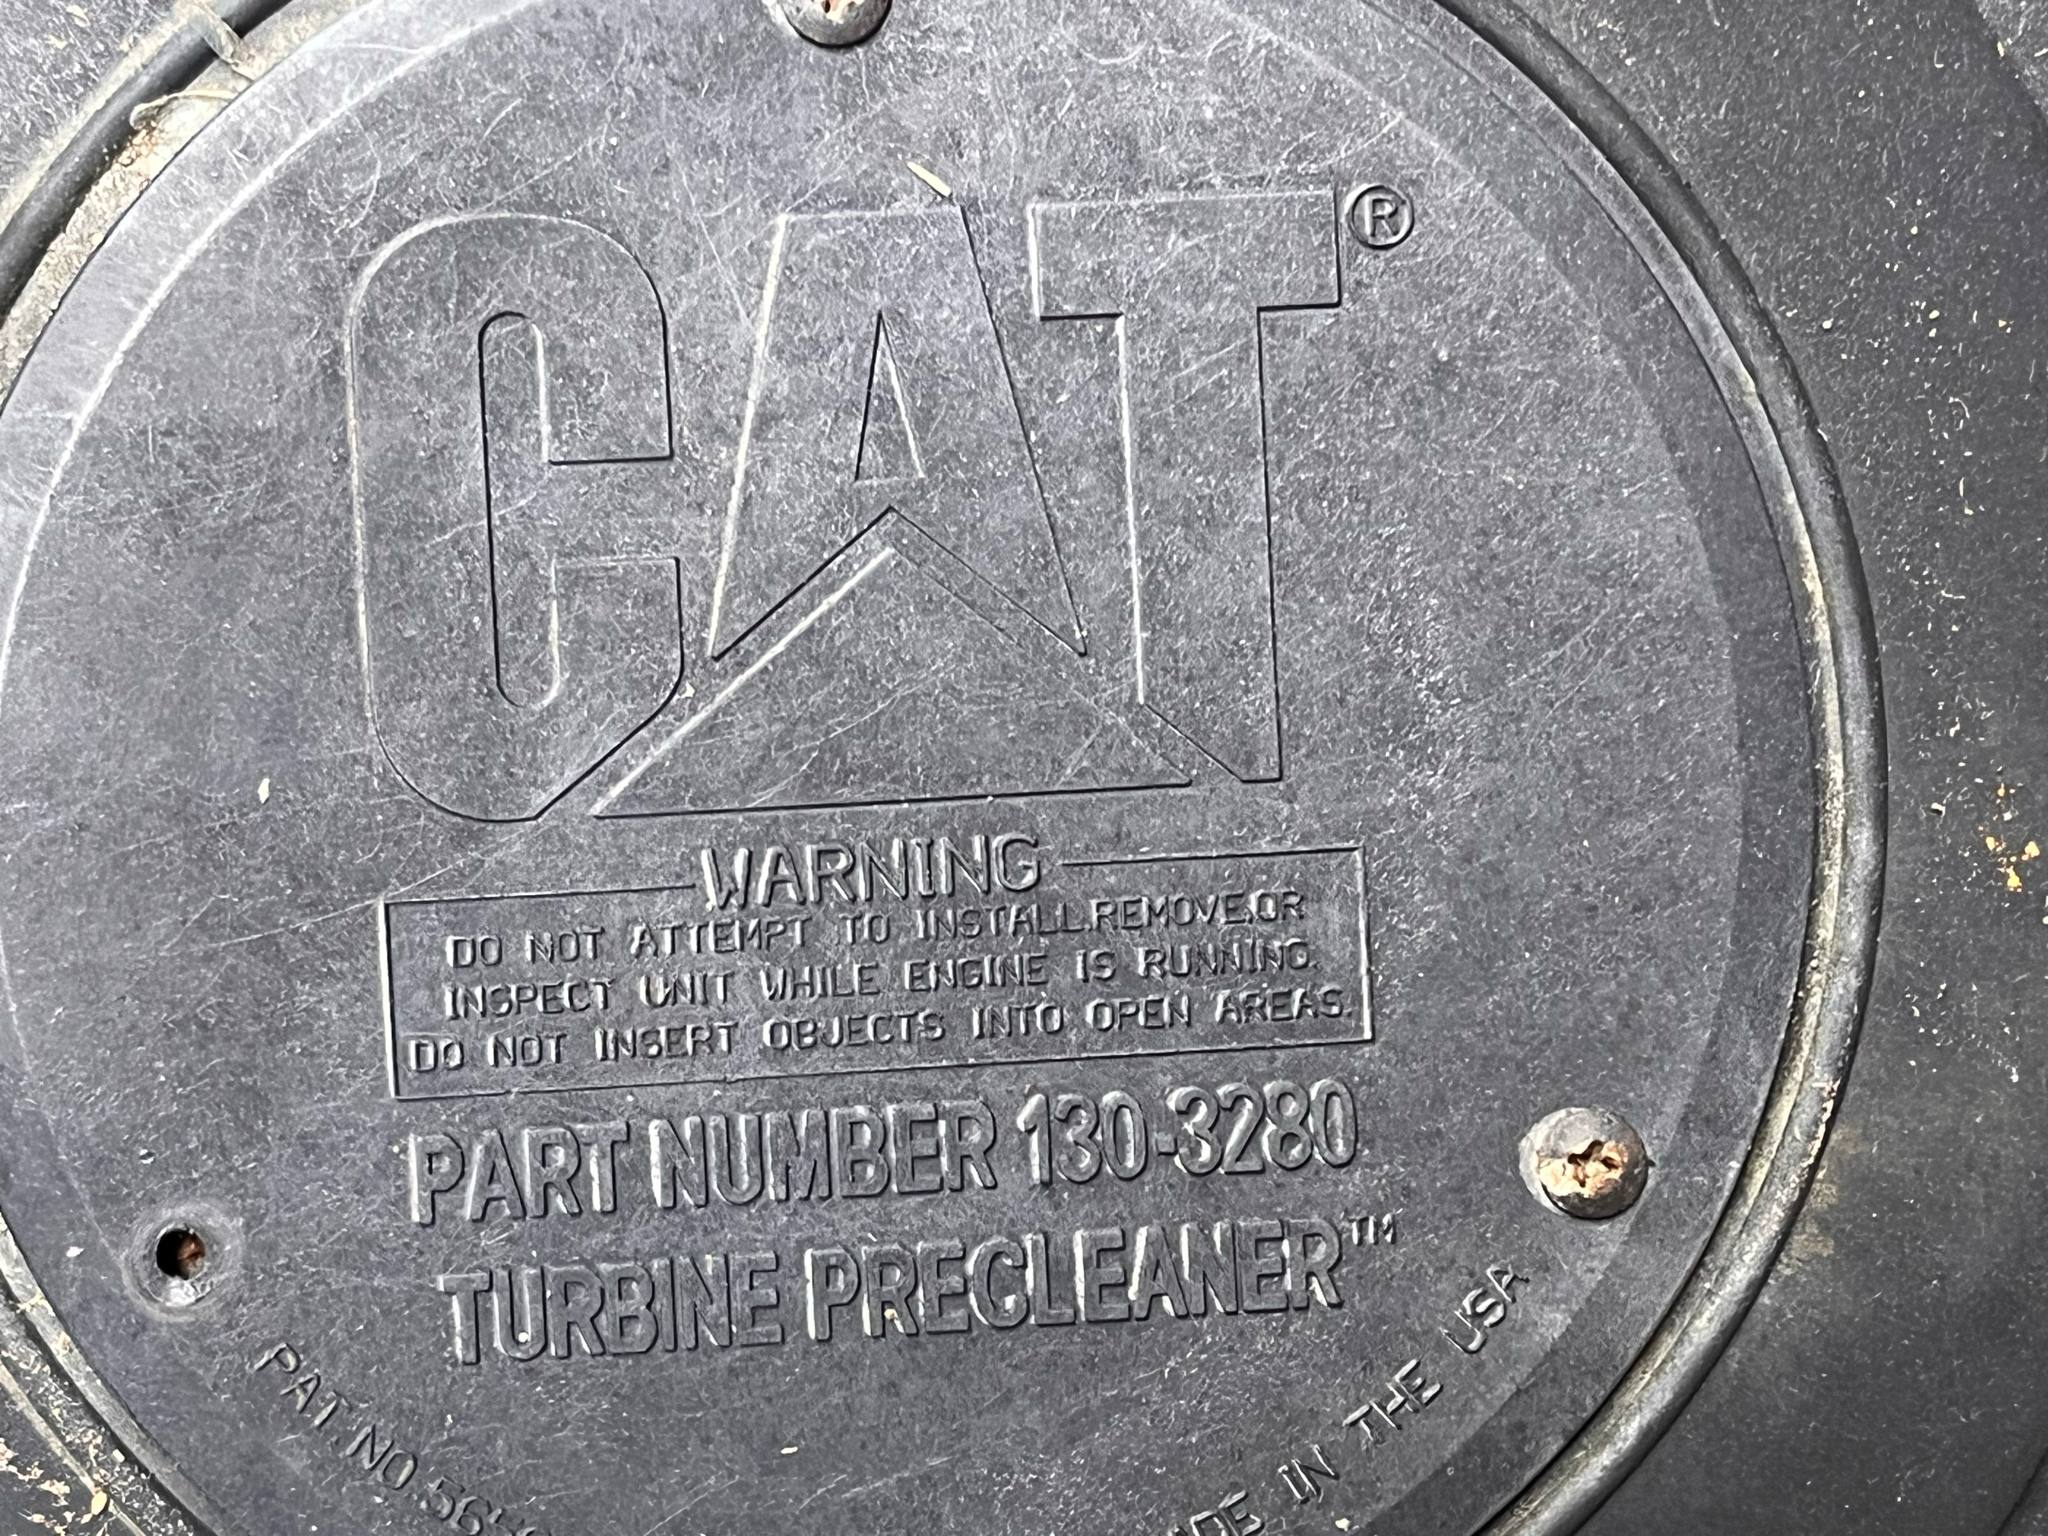 CAT®
WARNING
DO NOT ATTEMPT TO INSTALL,REMOVE,OR
INSPECT UNIT WHILE ENGINE IS RUNNING.
DO NOT INSERT OBJECTS INTO OPEN AREAS.
PART NUMBER 130-3280
TURBINE PRECLEANER™
PAT. NO.
IN THE USA